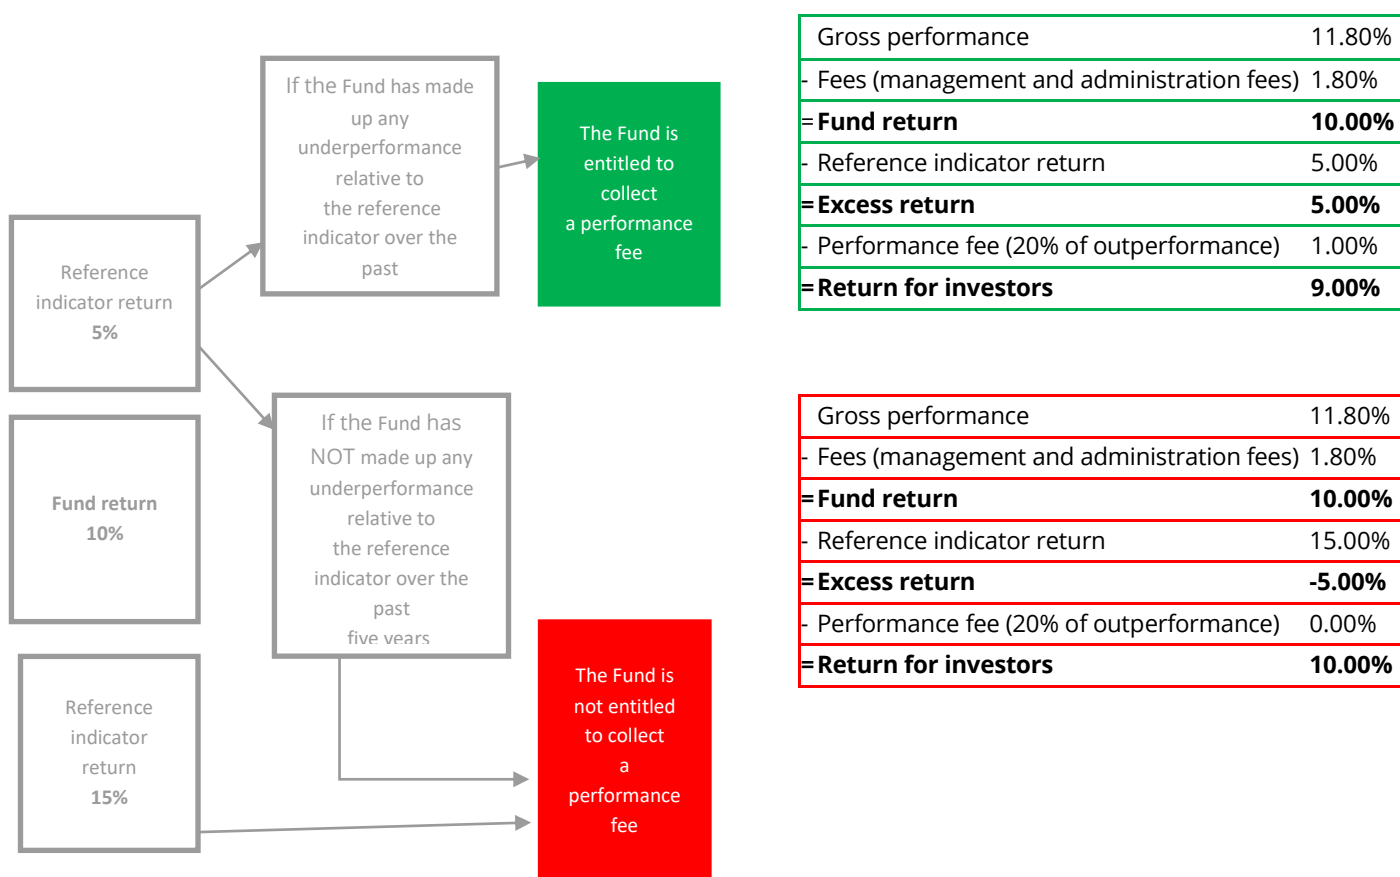 Reference
indicator return
5%
Fund return
10%
Reference
indicator
return
15%
If the Fund has made
up any
underperformance
relative to
the reference
indicator over the
past
If the Fund has
NOT made up any
underperformance
relative to
the reference
indicator over the
past
five years
The Fund is
entitled to
collect
a performance
fee
The Fund is
not entitled
to collect
a
performance
fee
Gross performance 11.80%
- Fees (management and administration fees) 1.80%
= Fund return 10.00%
- Reference indicator return 5.00%
= Excess return 5.00%
- Performance fee (20% of outperformance) 1.00%
= Return for investors 9.00%
Gross performance 11.80%
- Fees (management and administration fees) 1.80%
= Fund return 10.00%
- Reference indicator return 15.00%
= Excess return -5.00%
- Performance fee (20% of outperformance) 0.00%
= Return for investors 10.00%